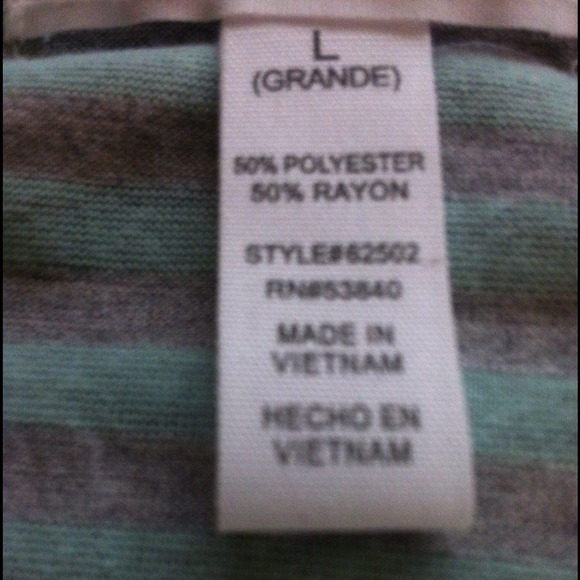 L
(GRANDE)
50% POLYESTER
50% RAYON
STYLE#62502
RN#53840
MADE IN
VIETNAM
HECHO EN
VIETNAM